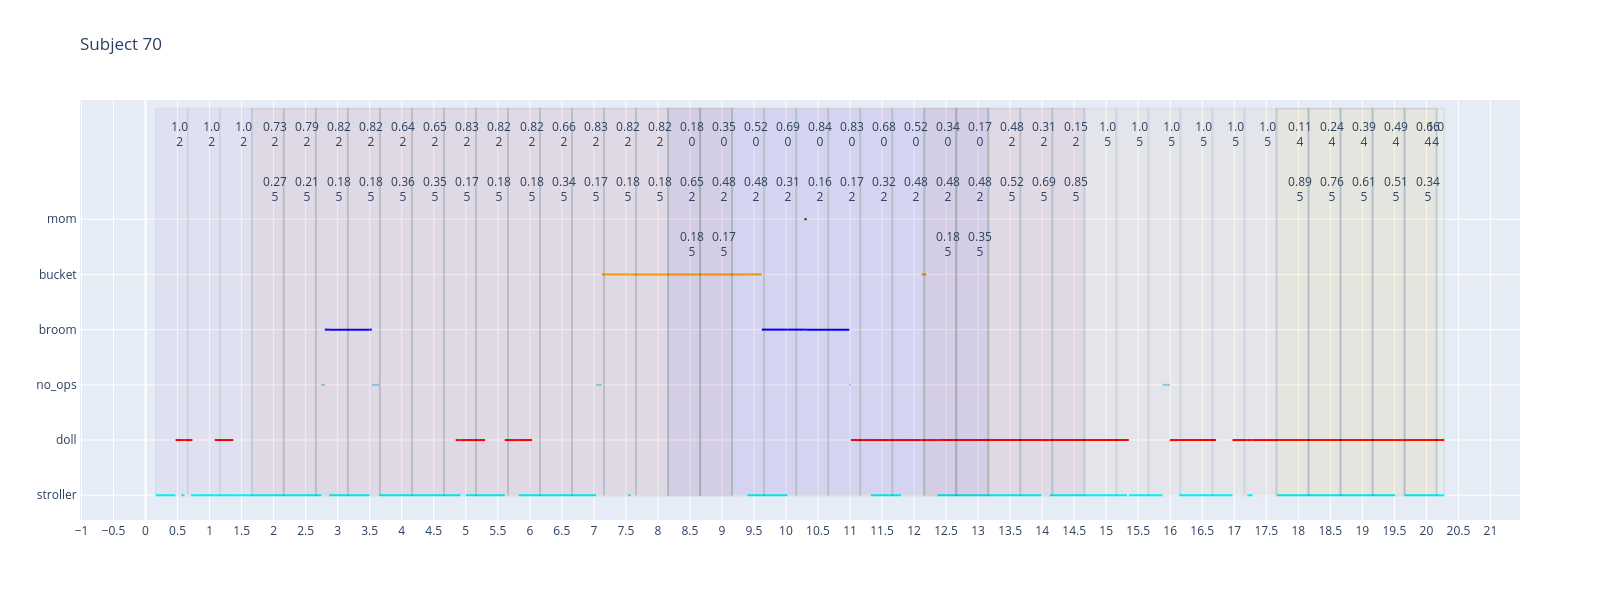 Subject 70
1.0 1.0 1.0 0.73 0.79 0.82 0.82 0.64 0.65 0.83 0.82 0.82 0.66 0.83 0.82 0.82 0.18 0.35 0.52 0.69 0.84 0.83 0.68 0.52 0.34 0.17 0.48 0.31 0.15 1.0 1.0 1.0 1.0 1.0 1.0 0.11 0.24 0.39 0.49 0.66 1.0
2 2 2 2 2 2 2 2 2 2 2 2 2 2 2 2 0 0 0 0 0 0 0 0 0 0 2 2 2 5 5 5 5 5 5 4 4 4 4 4 4
0.27 0.21 0.18 0.18 0.36 0.35 0.17 0.18 0.18 0.34 0.17 0.18 0.18 0.65 0.48 0.48 0.31 0.16 0.17 0.32 0.48 0.48 0.48 0.52 0.69 0.85 0.89 0.76 0.61 0.51 0.34
5 5 5 5 5 5 5 5 5 5 5 5 5 2 2 2 2 2 2 2 2 2 2 5 5 5 5 5 5 5 5
mom
0.18 0.17 0.18 0.35
5 5 5 5
bucket
broom
no_ops
doll
stroller
−1 −0.5 0 0.5 1 1.5 2 2.5 3 3.5 4 4.5 5 5.5 6 6.5 7 7.5 8 8.5 9 9.5 10 10.5 11 11.5 12 12.5 13 13.5 14 14.5 15 15.5 16 16.5 17 17.5 18 18.5 19 19.5 20 20.5 21